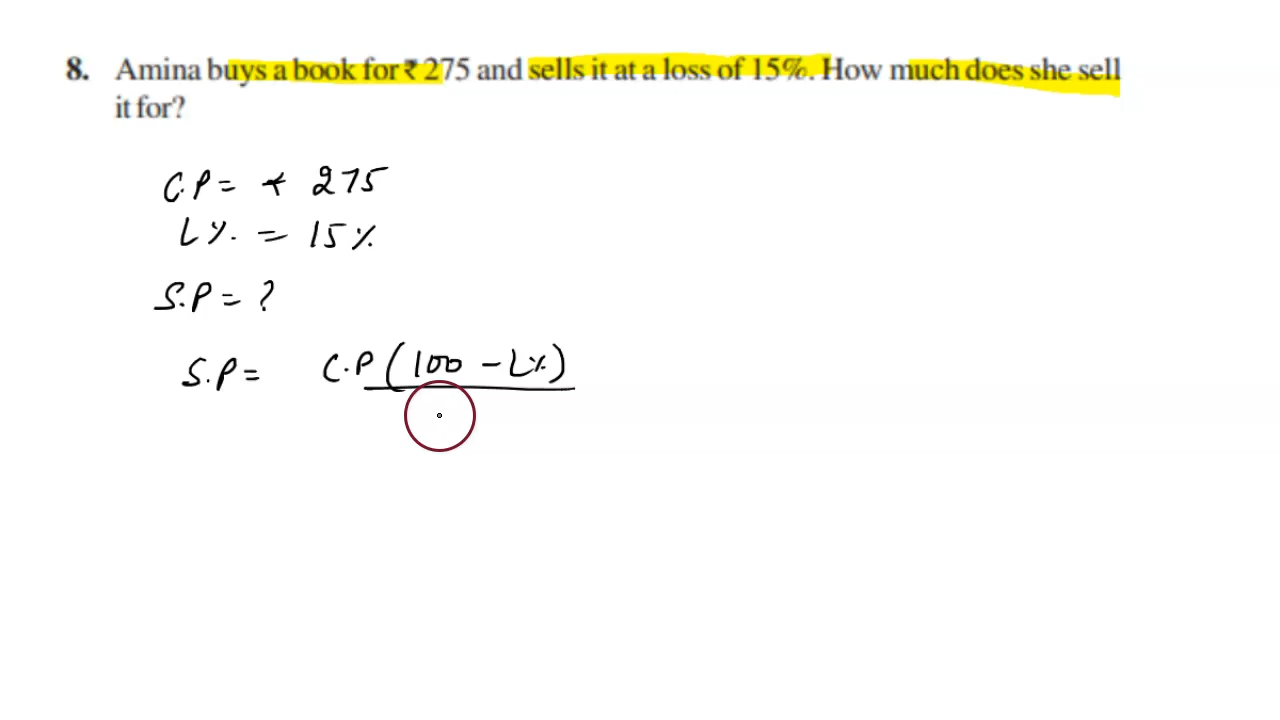 8. Amina buys a book for ₹ 275 and sells it at a loss of 15%. How much does she sell
it for?
C.P = ₹ 275
L%. = 15%
S.P = ?
S.P = C.P (100 - L%)